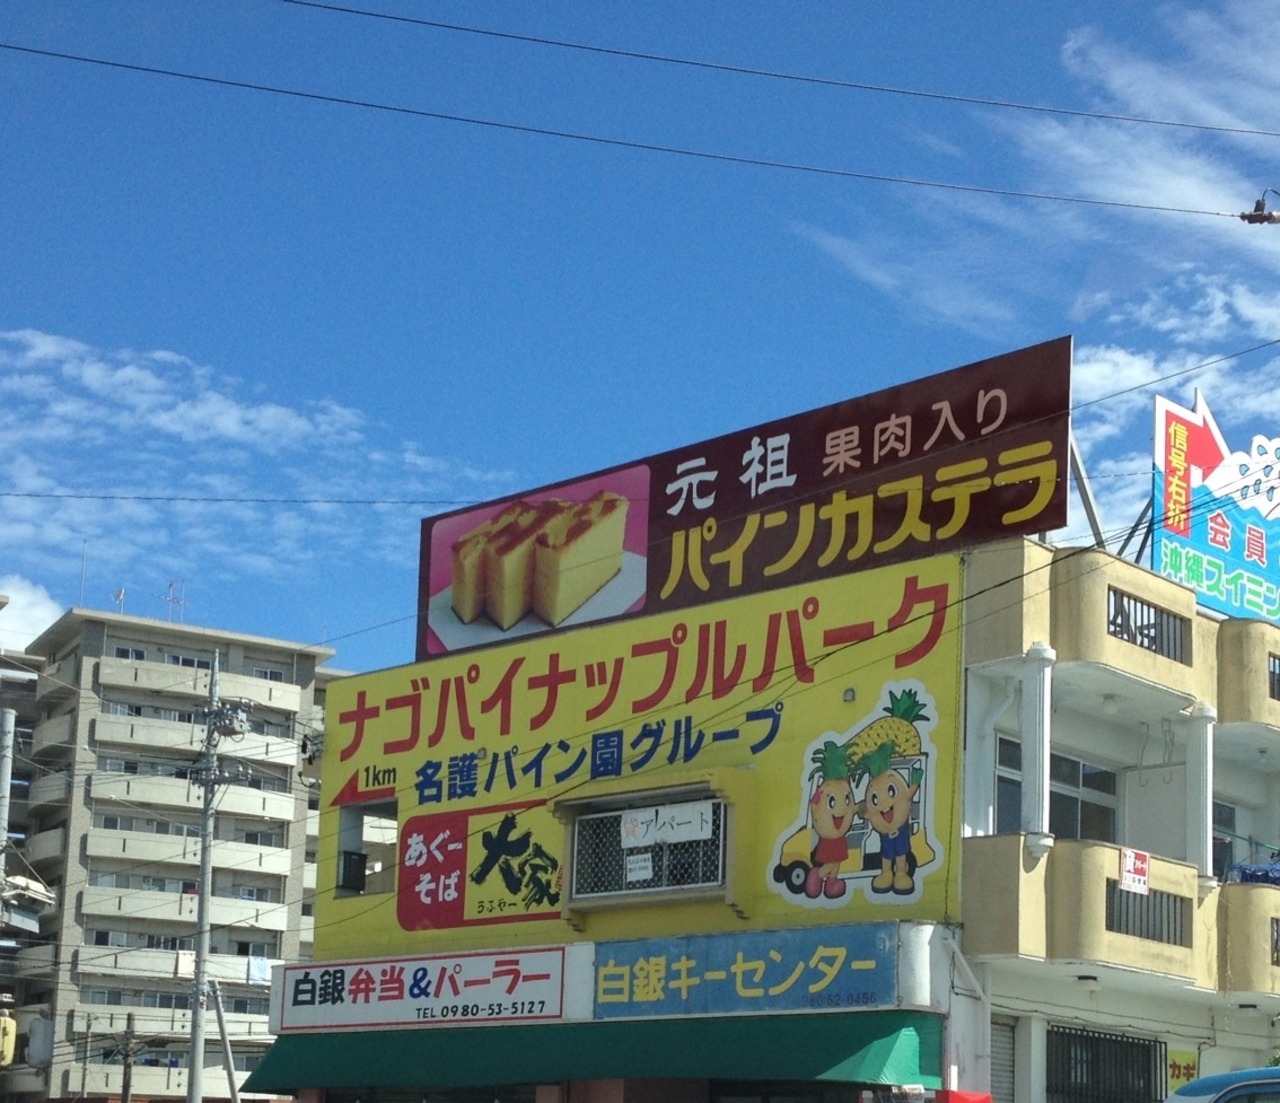 元祖 果肉入り
パインカステラ
ナゴパイナップルパーク
1km
名護パイン園グループ
あぐー
そば
大家
うふやー
貸アパート
白銀弁当&パーラー
TEL 0980-53-5127
白銀キーセンター
信号右折
会員
沖縄スイミン
カギ